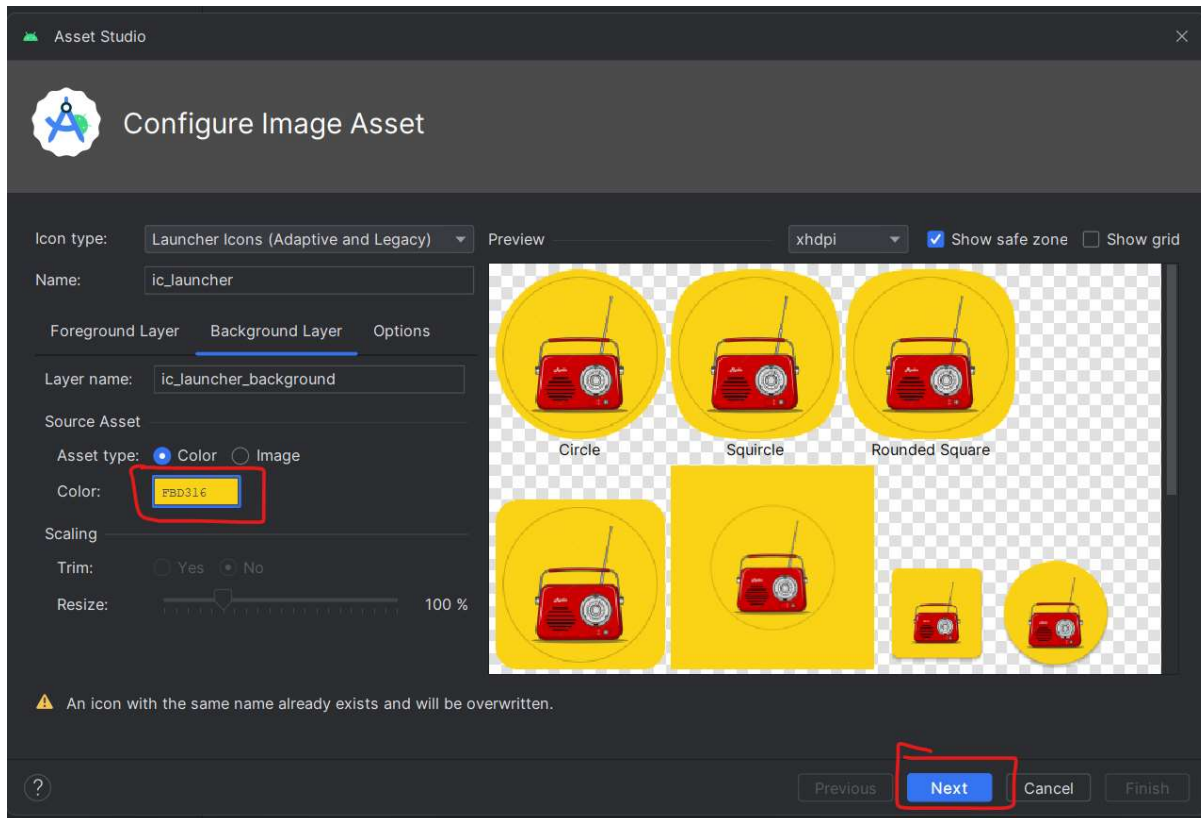 Asset Studio
Configure Image Asset
Icon type: Launcher Icons (Adaptive and Legacy)
Name: ic_launcher
Foreground Layer Background Layer Options
Layer name: ic_launcher_background
Source Asset
Asset type: Color Image
Color: FBD316
Scaling
Trim: Yes No
Resize: 100 %
Preview xhdpi Show safe zone Show grid
Circle Squircle Rounded Square
An icon with the same name already exists and will be overwritten.
? Previous Next Cancel Finish